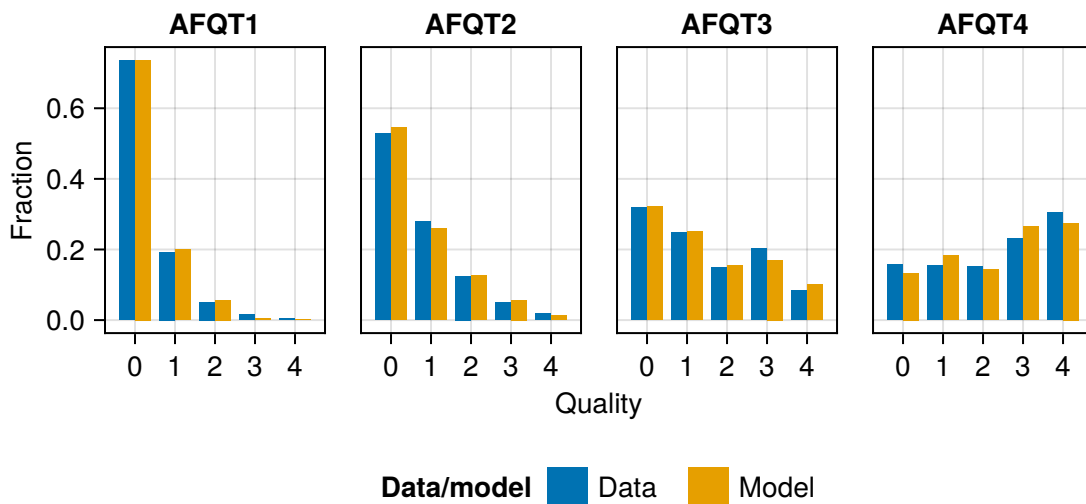 AFQT1 AFQT2 AFQT3 AFQT4
Fraction
0.6
0.4
0.2
0.0
0 1 2 3 4 0 1 2 3 4 0 1 2 3 4 0 1 2 3 4
Quality
Data/model Data Model